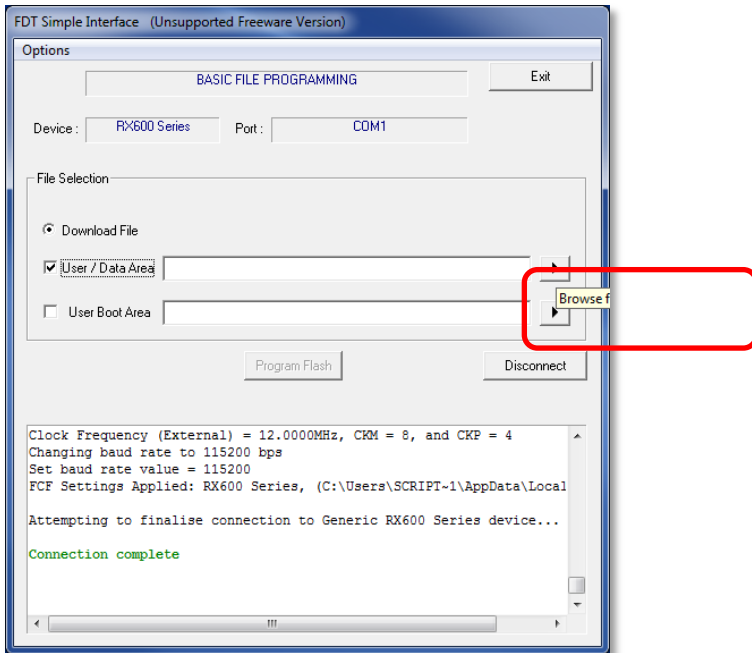 FDT Simple Interface (Unsupported Freeware Version)
Options
BASIC FILE PROGRAMMING
Exit
Device :
RX600 Series
Port :
COM1
File Selection
Download File
User / Data Area
Browse f
User Boot Area
Program Flash
Disconnect
Clock Frequency (External) = 12.0000MHz, CKM = 8, and CKP = 4
Changing baud rate to 115200 bps
Set baud rate value = 115200
FCF Settings Applied: RX600 Series, (C:\Users\SCRIPT~1\AppData\Local
Attempting to finalise connection to Generic RX600 Series device...
Connection complete